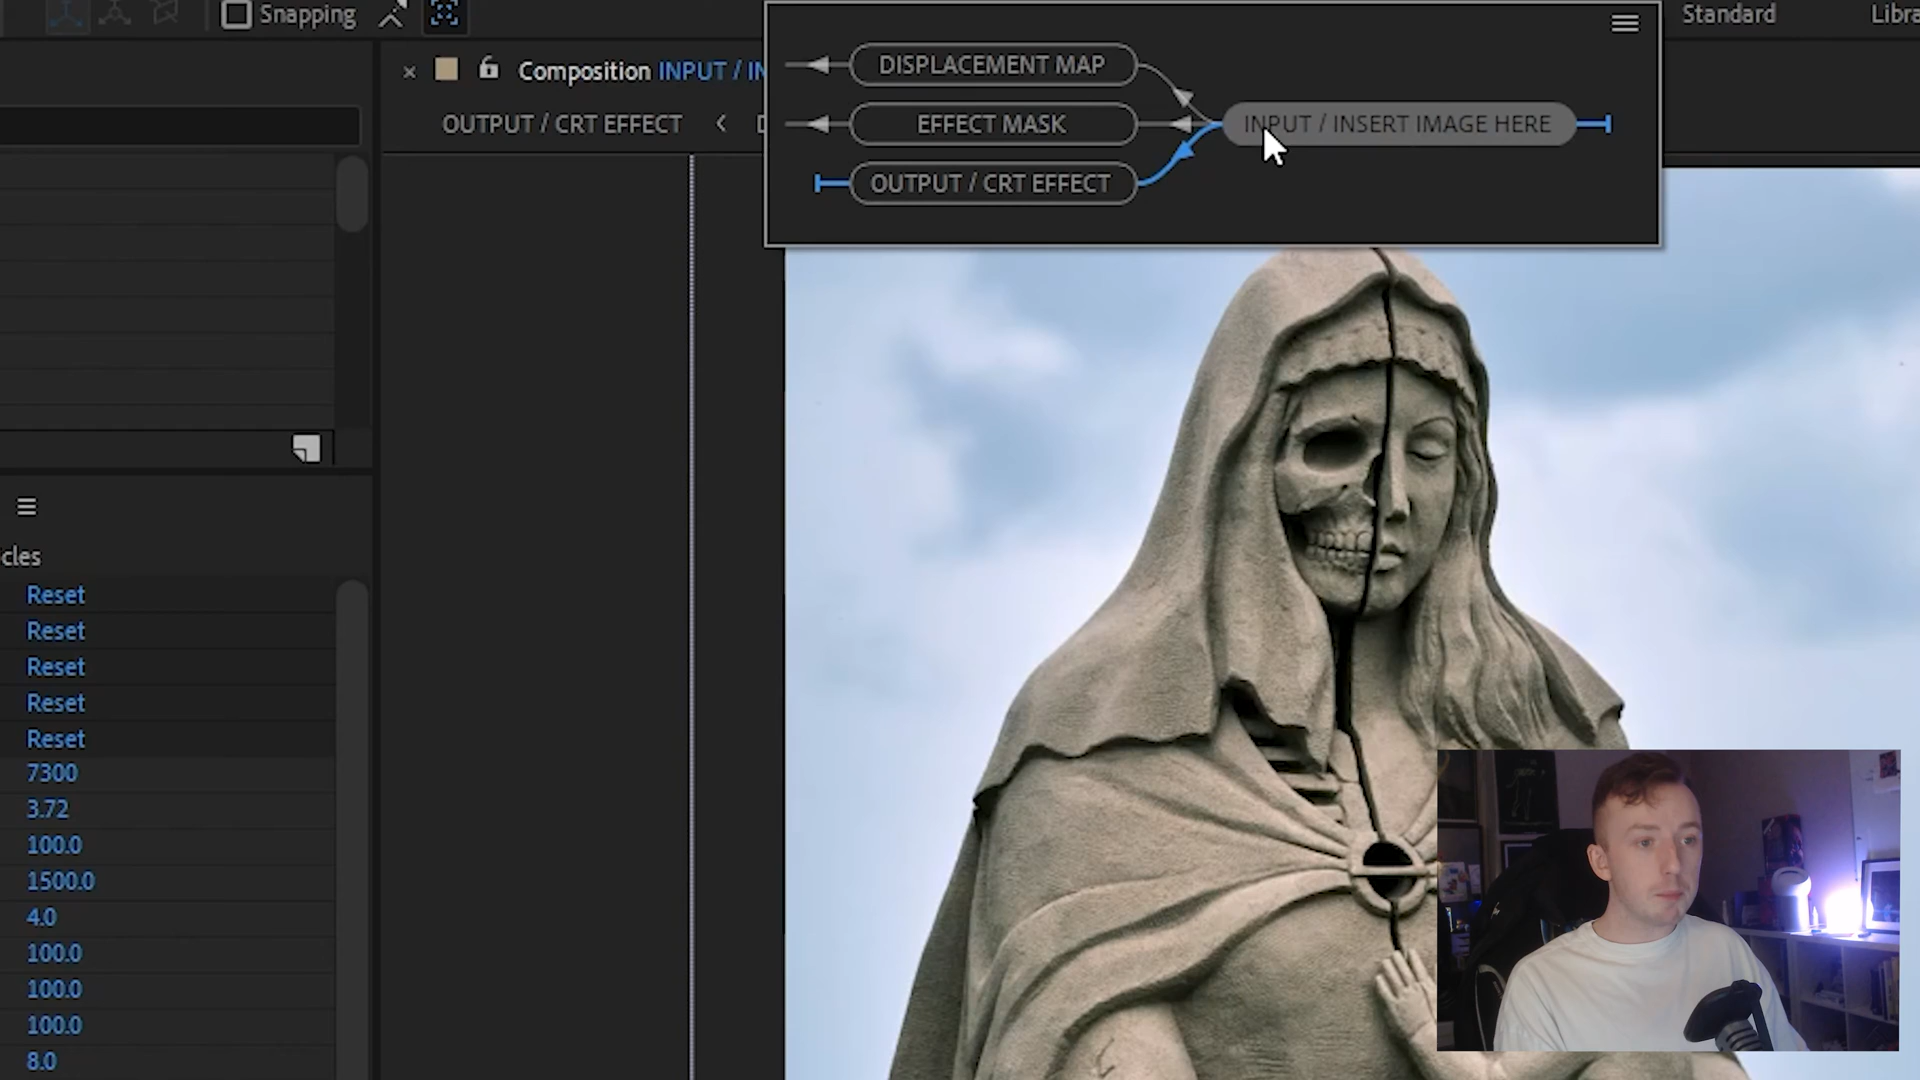 Snapping
Standard
Libra
Composition INPUT / IN
OUTPUT / CRT EFFECT
DISPLACEMENT MAP
EFFECT MASK
INPUT / INSERT IMAGE HERE
OUTPUT / CRT EFFECT
cles
Reset
Reset
Reset
Reset
Reset
7300
3.72
100.0
1500.0
4.0
100.0
100.0
100.0
8.0